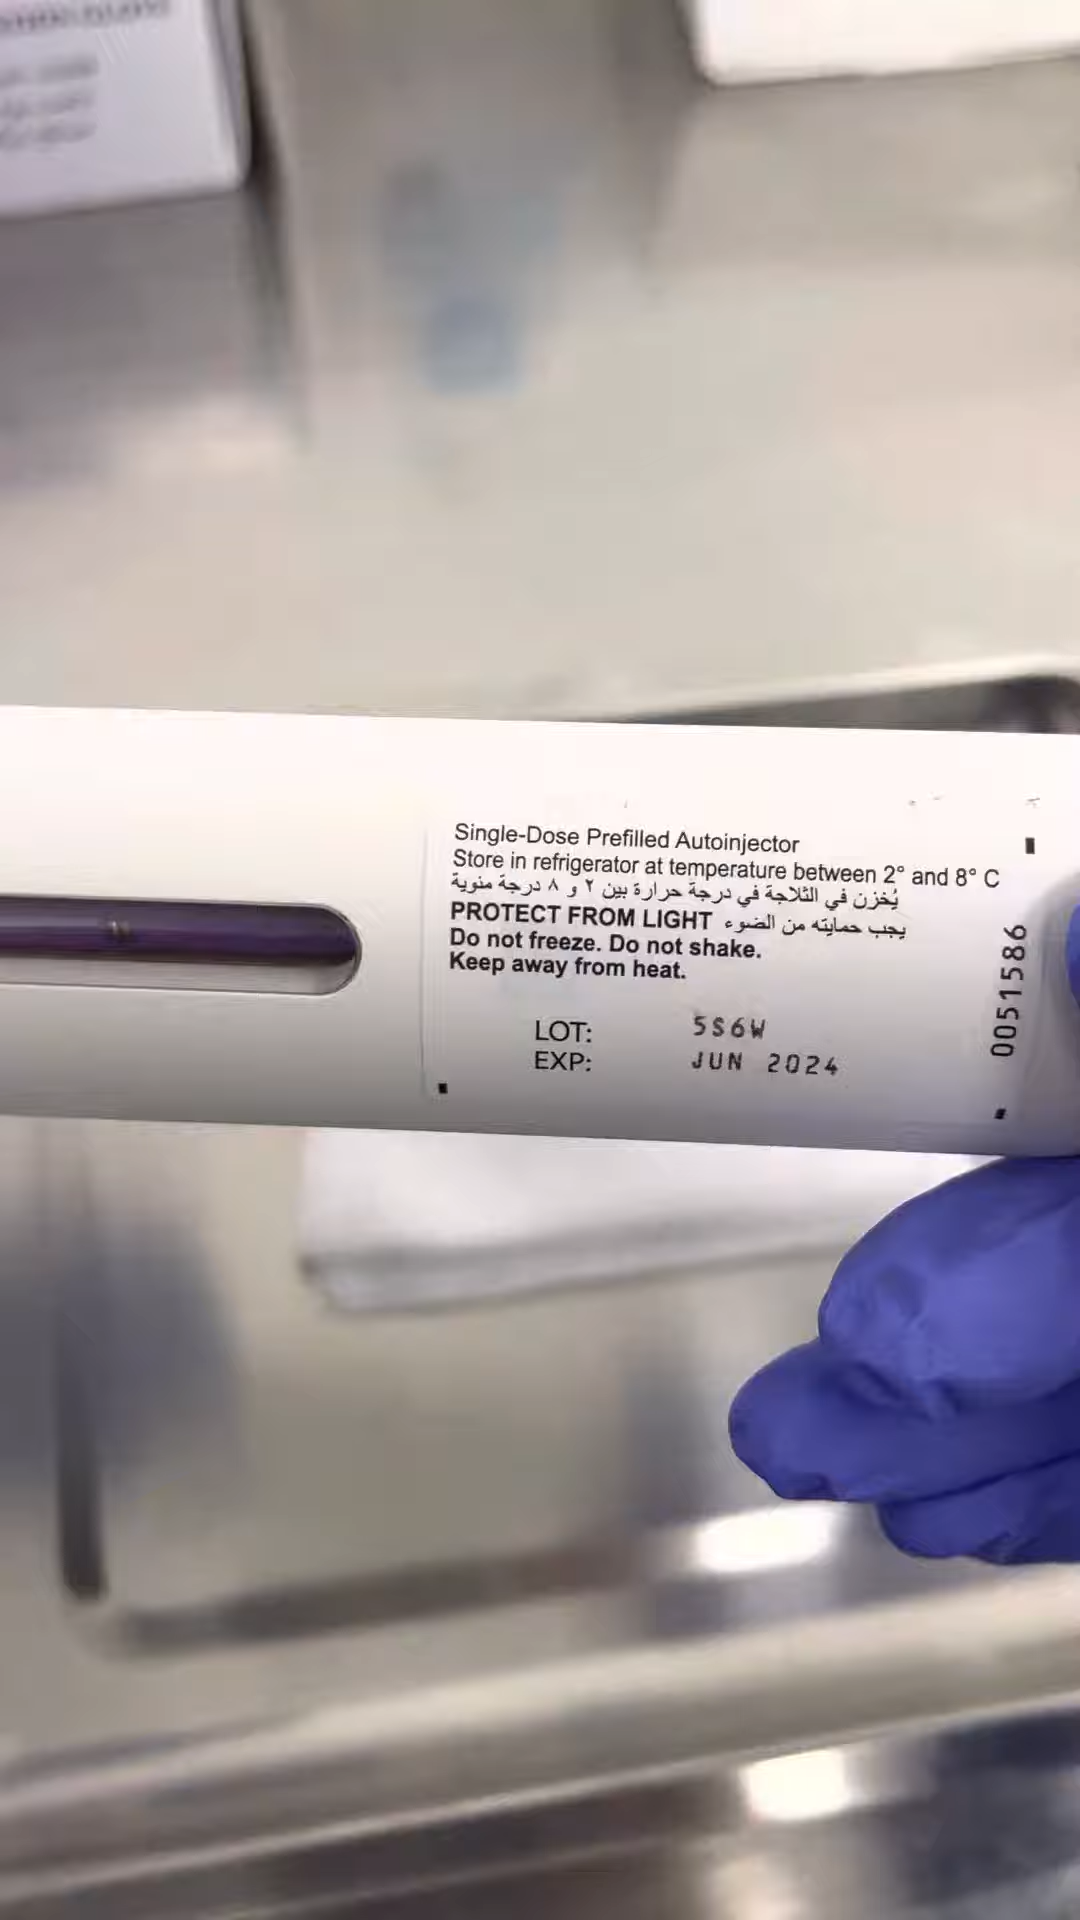 Single-Dose Prefilled Autoinjector
Store in refrigerator at temperature between 2° and 8° C
يُخزن في الثلاجة في درجة حرارة بين ٢ و ٨ درجة منوية
PROTECT FROM LIGHT يجب حمايته من الضوء
Do not freeze. Do not shake.
Keep away from heat.
LOT: 5S6W
EXP: JUN 2024
0051586